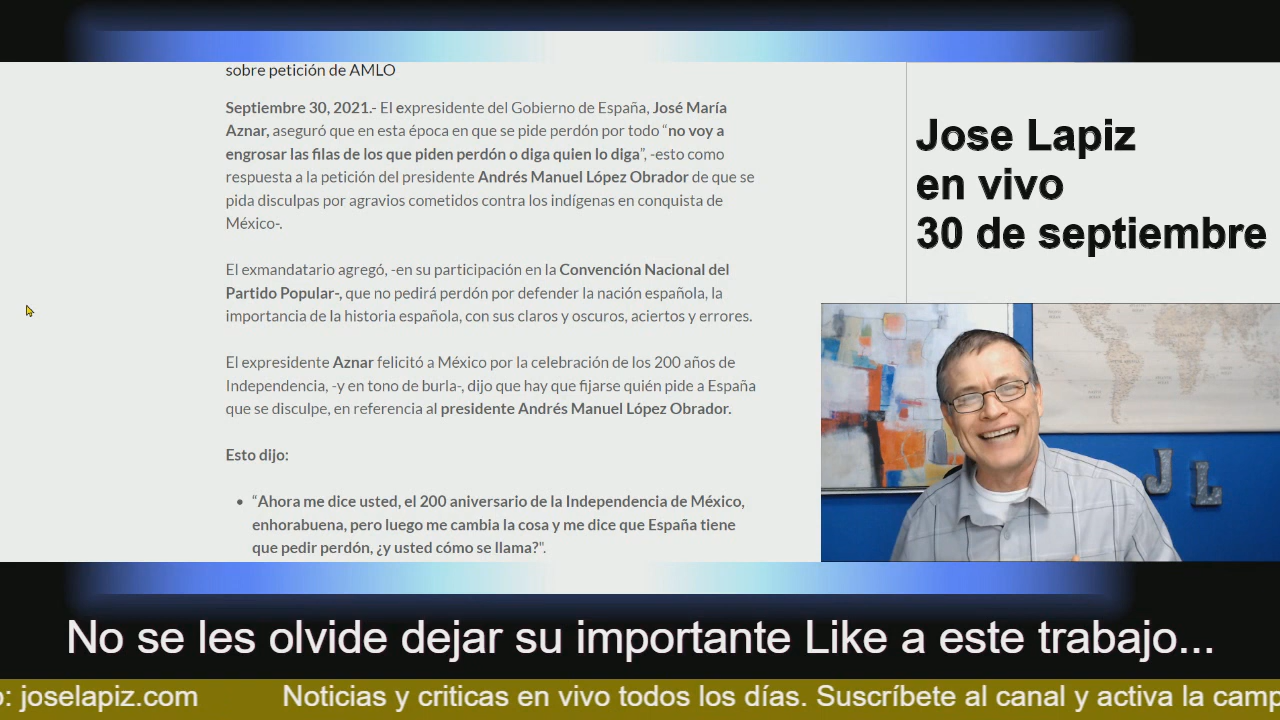 sobre petición de AMLO
Septiembre 30, 2021.- El expresidente del Gobierno de España, José María
Aznar, aseguró que en esta época en que se pide perdón por todo “no voy a
engrosar las filas de los que piden perdón o diga quien lo diga”, -esto como
respuesta a la petición del presidente Andrés Manuel López Obrador de que se
pida disculpas por agravios cometidos contra los indígenas en conquista de
México-.
El exmandatario agregó, -en su participación en la Convención Nacional del
Partido Popular-, que no pedirá perdón por defender la nación española, la
importancia de la historia española, con sus claros y oscuros, aciertos y errores.
El expresidente Aznar felicitó a México por la celebración de los 200 años de
Independencia, -y en tono de burla-, dijo que hay que fijarse quién pide a España
que se disculpe, en referencia al presidente Andrés Manuel López Obrador.
Esto dijo:
• “Ahora me dice usted, el 200 aniversario de la Independencia de México,
enhorabuena, pero luego me cambia la cosa y me dice que España tiene
que pedir perdón, ¿y usted cómo se llama?”.
Jose Lapiz
en vivo
30 de septiembre
J L
No se les olvide dejar su importante Like a este trabajo...
: joselapiz.com Noticias y criticas en vivo todos los días. Suscríbete al canal y activa la